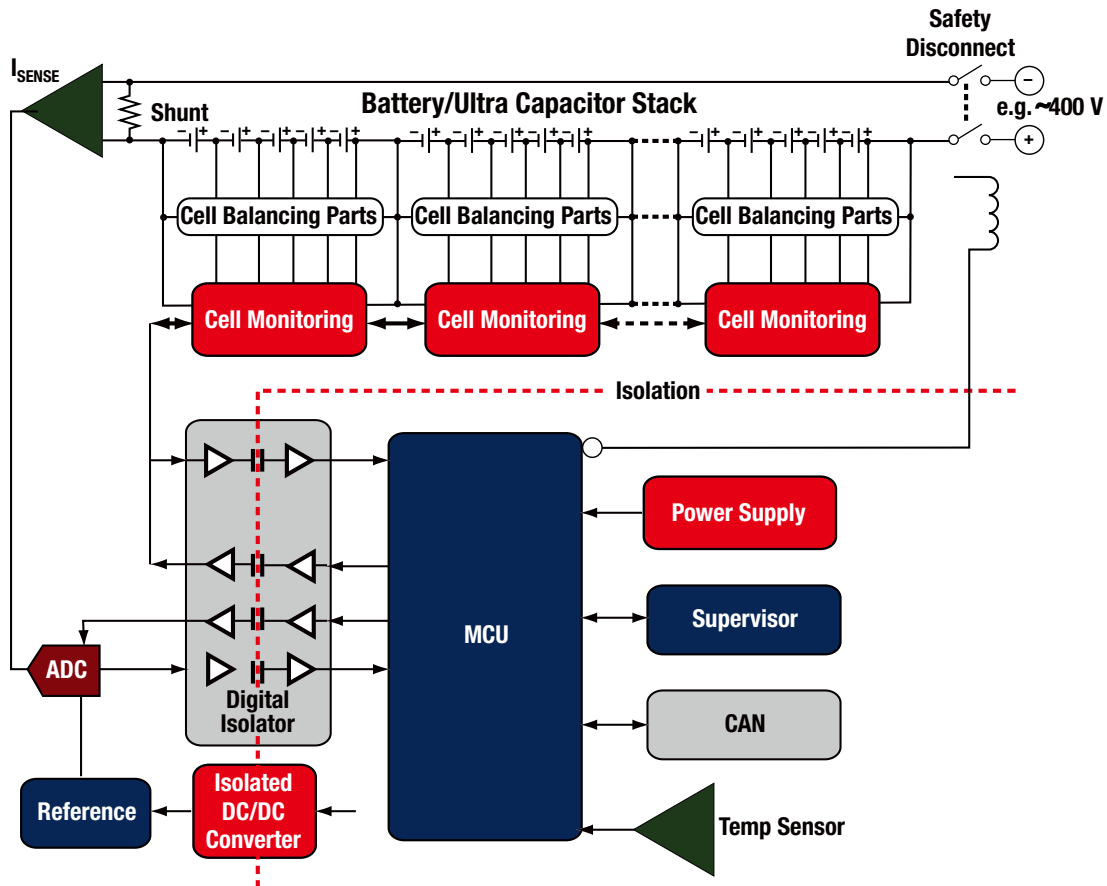 Safety
Disconnect
I_SENSE
−
Shunt
Battery/Ultra Capacitor Stack
e.g. ~400 V
− + − + − + − + − +
− + − + − + − + − +
− + − + − + − + − +
+
Cell Balancing Parts
Cell Balancing Parts
Cell Balancing Parts
Cell Monitoring
Cell Monitoring
Cell Monitoring
Isolation
Power Supply
MCU
Supervisor
ADC
Digital
Isolator
CAN
Reference
Isolated
DC/DC
Converter
Temp Sensor